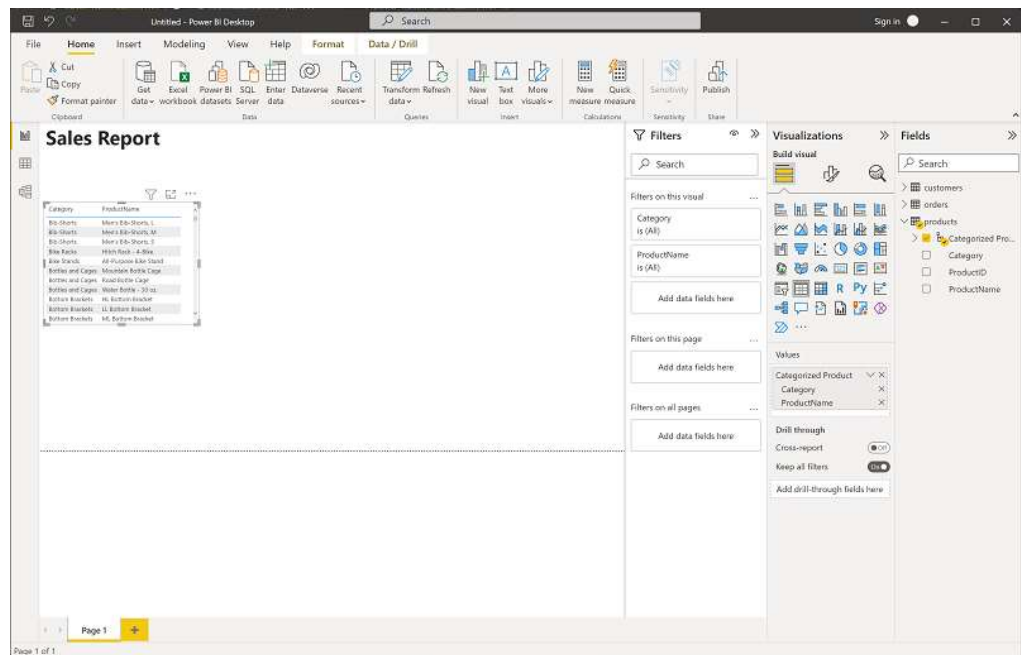 Untitled - Power BI Desktop
Search
Sign in
File Home Insert Modeling View Help Format Data / Drill
Paste
Cut
Copy
Format painter
Get data
Excel workbook
Power BI datasets
SQL Server
Enter data
Dataverse
Recent sources
Transform data
Refresh
New visual
Text box
More visuals
New measure
Quick measure
Sensitivity
Publish
Clipboard
Data
Queries
Insert
Calculations
Sensitivity
Share
Sales Report
Category ProductName
Bib-Shorts Men's Bib-Shorts, L
Bib-Shorts Men's Bib-Shorts, M
Bib-Shorts Men's Bib-Shorts, S
Bike Racks Hitch Rack - 4-Bike
Bike Stands All-Purpose Bike Stand
Bottles and Cages Mountain Bottle Cage
Bottles and Cages Road Bottle Cage
Bottles and Cages Water Bottle - 30 oz.
Bottom Brackets HL Bottom Bracket
Bottom Brackets LL Bottom Bracket
Bottom Brackets ML Bottom Bracket
Filters
Search
Filters on this visual
Category
is (All)
ProductName
is (All)
Add data fields here
Filters on this page
Add data fields here
Filters on all pages
Add data fields here
Visualizations
Build visual
R Py
Values
Categorized Product
Category
ProductName
Drill through
Cross-report Off
Keep all filters On
Add drill-through fields here
Fields
Search
customers
orders
products
Categorized Pro...
Category
ProductID
ProductName
Page 1
Page 1 of 1